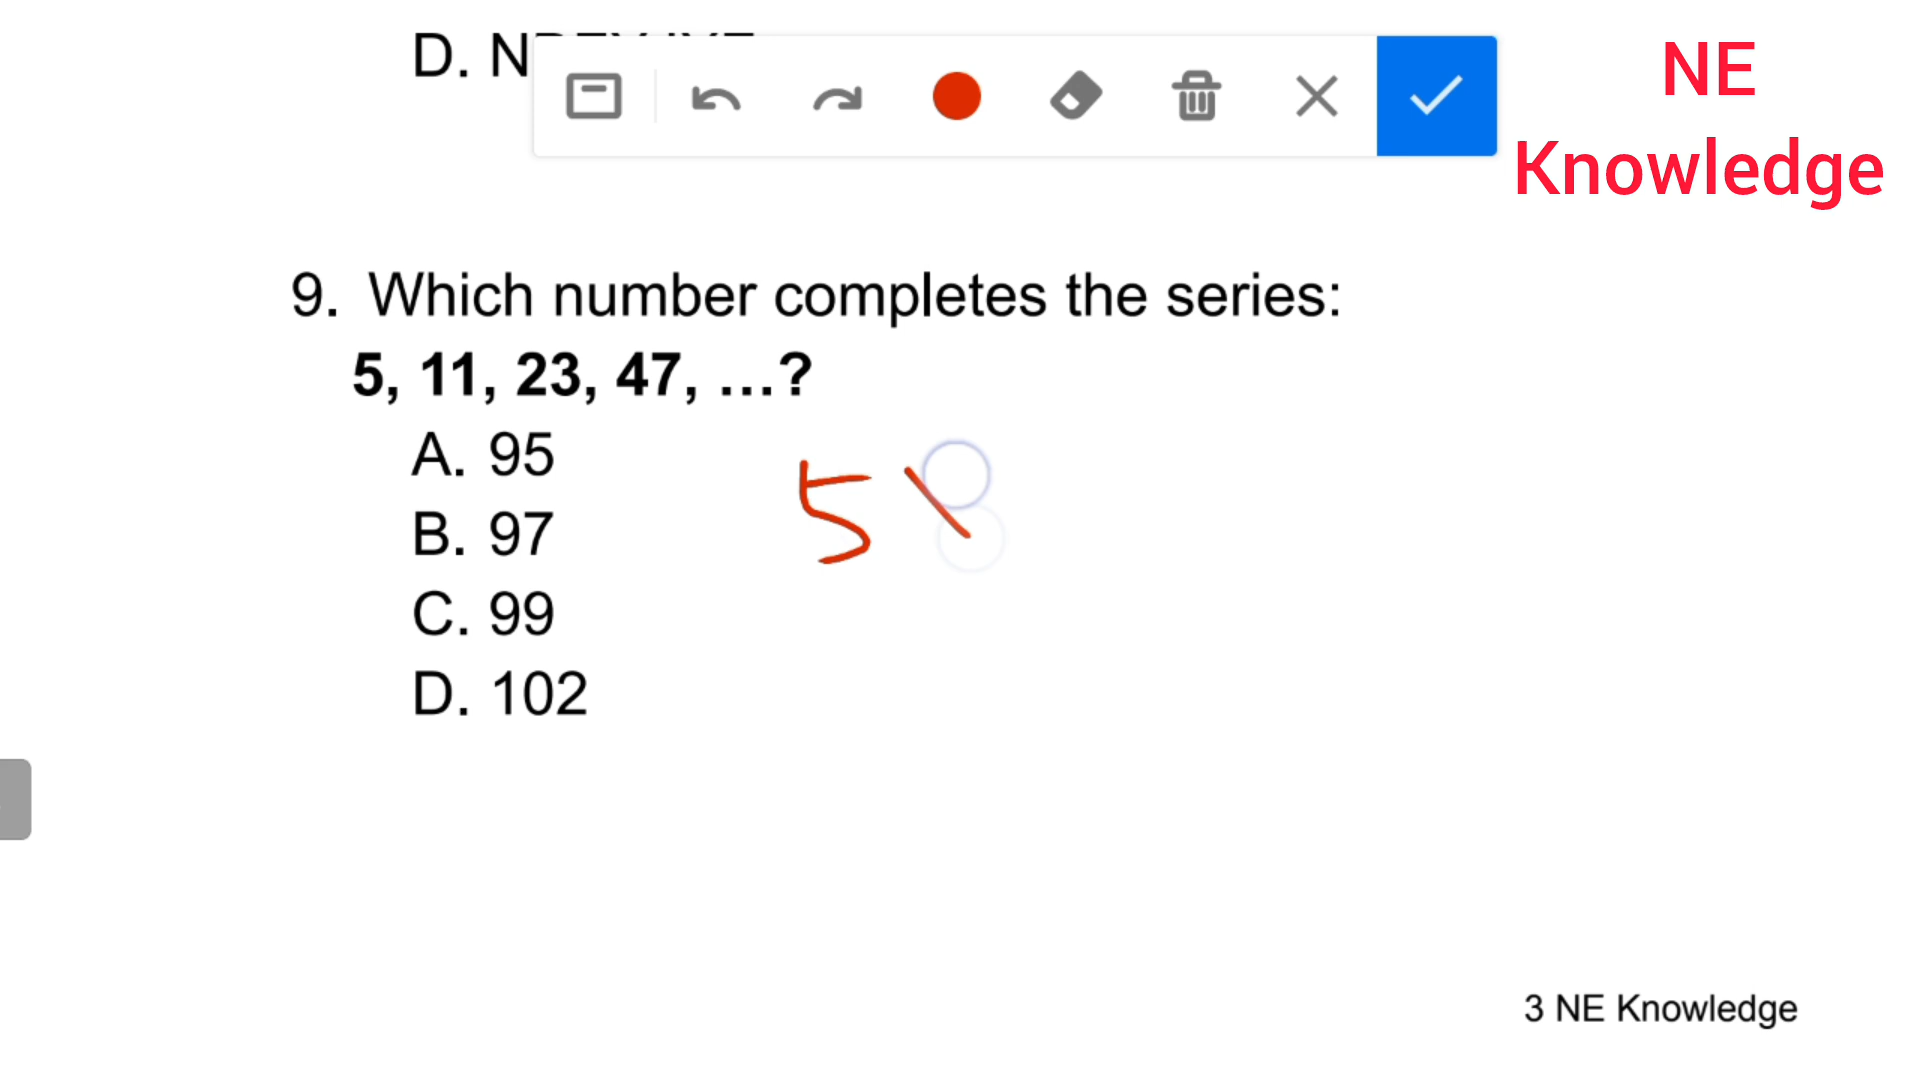 D. N
NE
Knowledge
9. Which number completes the series:
5, 11, 23, 47, ...?
A. 95
5
B. 97
C. 99
D. 102
3 NE Knowledge